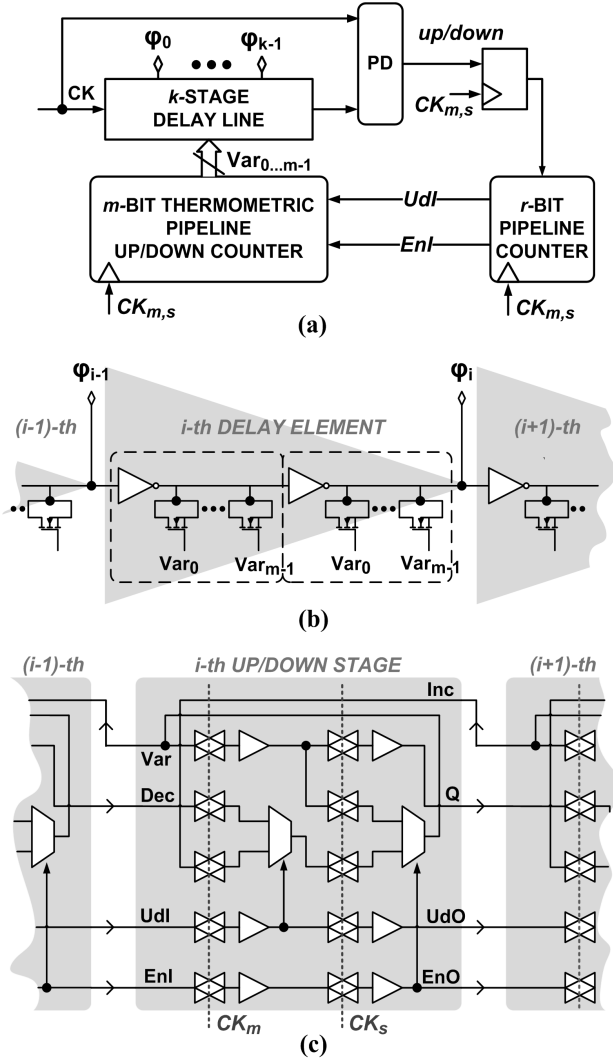 φ0 ••• φk-1
up/down
PD
CK
k-STAGE
DELAY LINE
CKm,s
Var0...m-1
m-BIT THERMOMETRIC
PIPELINE
UP/DOWN COUNTER
UdI
EnI
r-BIT
PIPELINE
COUNTER
CKm,s
CKm,s
(a)
φi-1
φi
(i-1)-th
i-th DELAY ELEMENT
(i+1)-th
Var0
Varm-1
Var0
Varm-1
(b)
(i-1)-th
i-th UP/DOWN STAGE
(i+1)-th
Inc
Var
Dec
Q
UdI
UdO
EnI
EnO
CKm
CKs
(c)